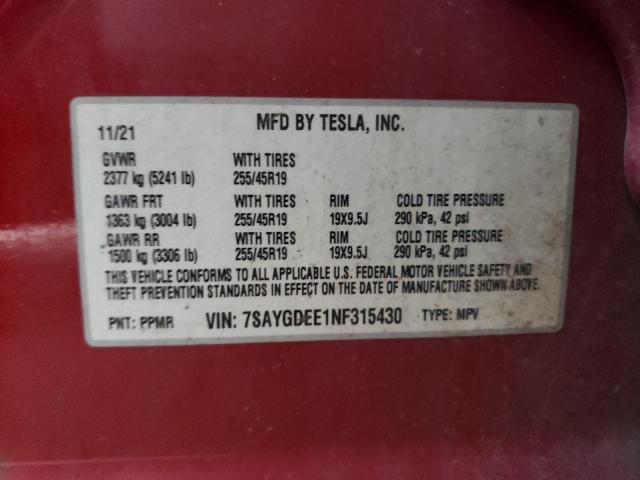 11/21 MFD BY TESLA, INC.
GVWR WITH TIRES
2377 kg (5241 lb) 255/45R19
GAWR FRT WITH TIRES RIM COLD TIRE PRESSURE
1363 kg (3004 lb) 255/45R19 19X9.5J 290 kPa, 42 psi
GAWR RR WITH TIRES RIM COLD TIRE PRESSURE
1500 kg (3306 lb) 255/45R19 19X9.5J 290 kPa, 42 psi
THIS VEHICLE CONFORMS TO ALL APPLICABLE U.S. FEDERAL MOTOR VEHICLE SAFETY AND
THEFT PREVENTION STANDARDS IN EFFECT ON THE DATE OF MANUFACTURE SHOWN ABOVE.
PNT: PPMR VIN: 7SAYGDEE1NF315430 TYPE: MPV